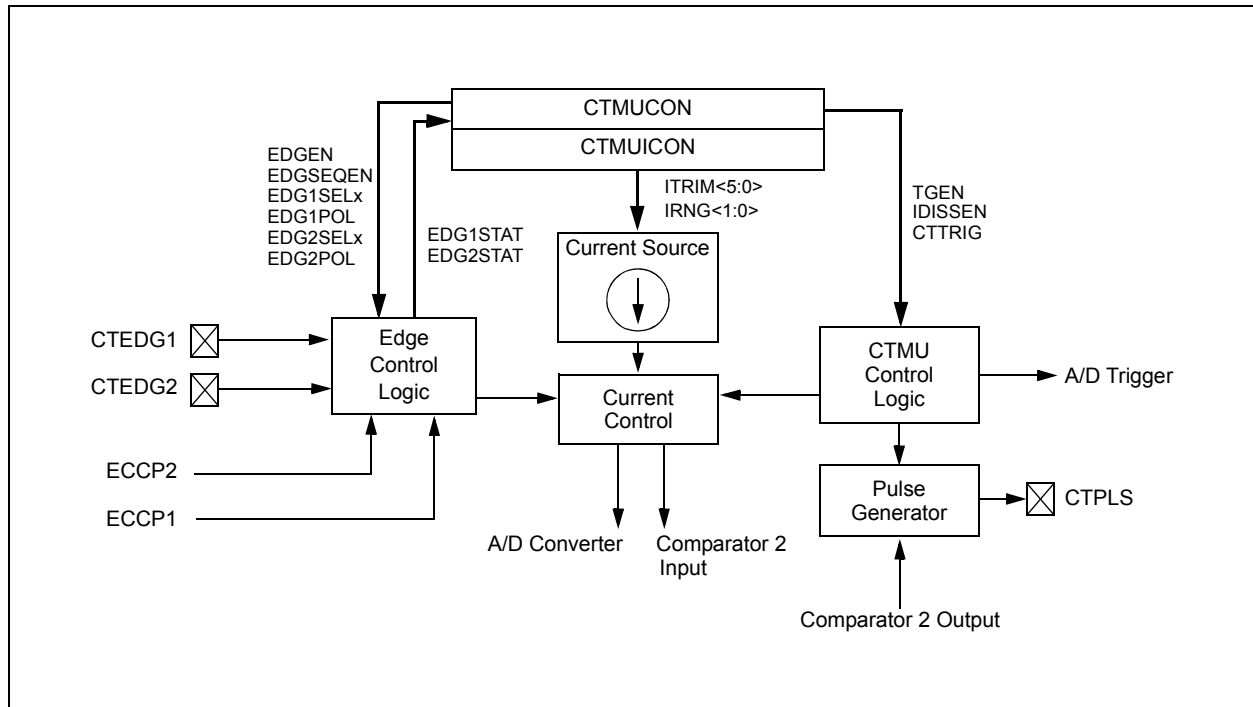 CTMUCON
CTMUICON
EDGEN
EDGSEQEN
EDG1SELx
EDG1POL
EDG2SELx
EDG2POL
EDG1STAT
EDG2STAT
ITRIM<5:0>
IRNG<1:0>
TGEN
IDISSEN
CTTRIG
Current Source
CTEDG1
CTEDG2
Edge
Control
Logic
Current
Control
CTMU
Control
Logic
A/D Trigger
ECCP2
ECCP1
Pulse
Generator
CTPLS
A/D Converter
Comparator 2
Input
Comparator 2 Output